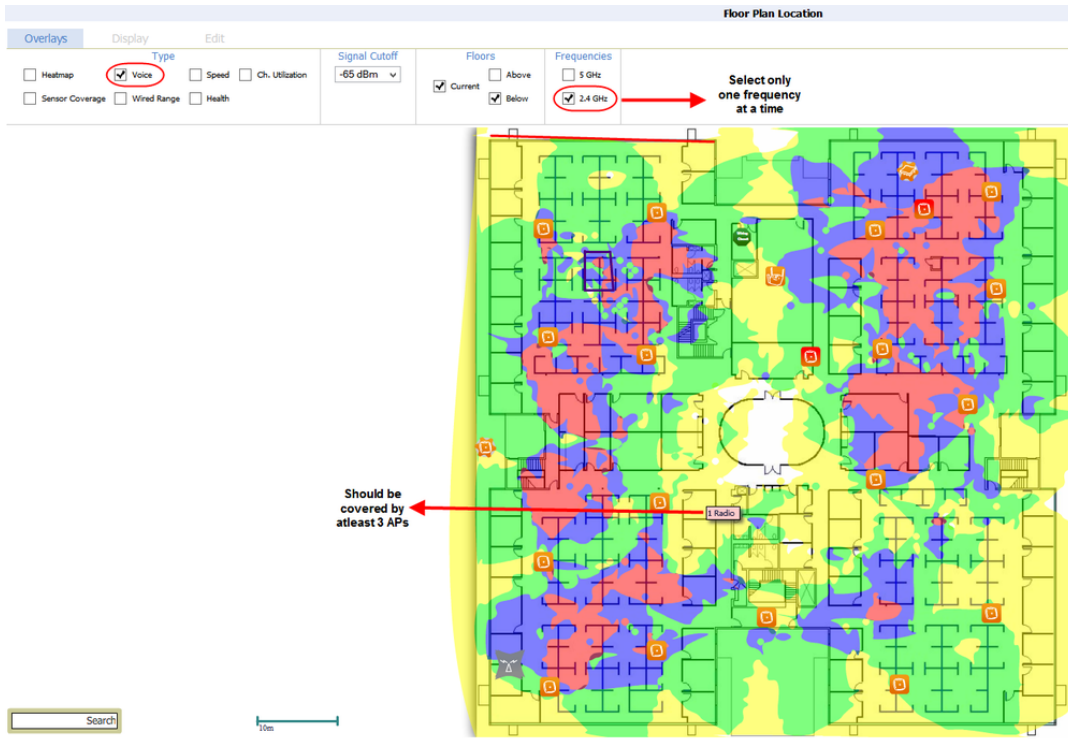 Floor Plan Location
Overlays Display Edit
Type Signal Cutoff Floors Frequencies
Heatmap Voice Speed Ch. Utilization -65 dBm Current Above 5 GHz
Sensor Coverage Wired Range Health Below 2.4 GHz
Select only
one frequency
at a time
Should be
covered by
atleast 3 APs
1 Radio
Search
10m